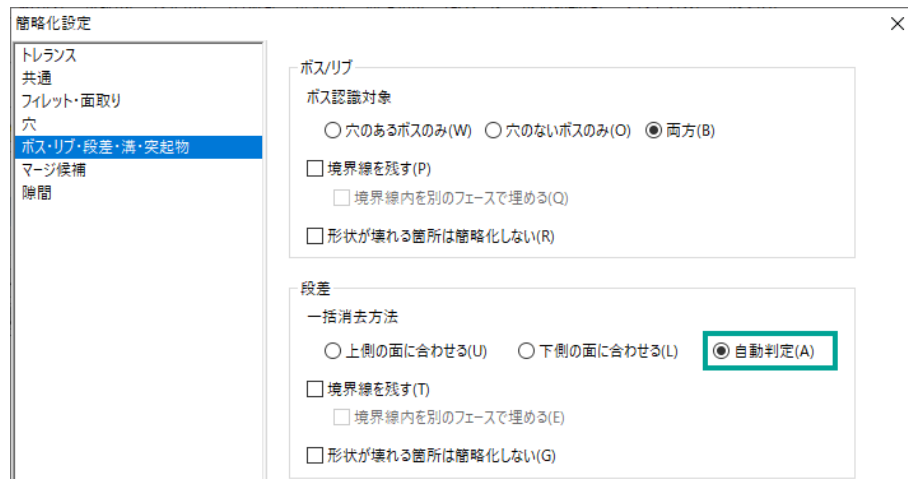 簡略化設定
トレランス
共通
フィレット・面取り
穴
ボス・リブ・段差・溝・突起物
マージ候補
隙間
ボス/リブ
ボス認識対象
穴のあるボスのみ(W) 穴のないボスのみ(O) 両方(B)
境界線を残す(P)
境界線内を別のフェースで埋める(Q)
形状が壊れる箇所は簡略化しない(R)
段差
一括消去方法
上側の面に合わせる(U) 下側の面に合わせる(L) 自動判定(A)
境界線を残す(T)
境界線内を別のフェースで埋める(E)
形状が壊れる箇所は簡略化しない(G)